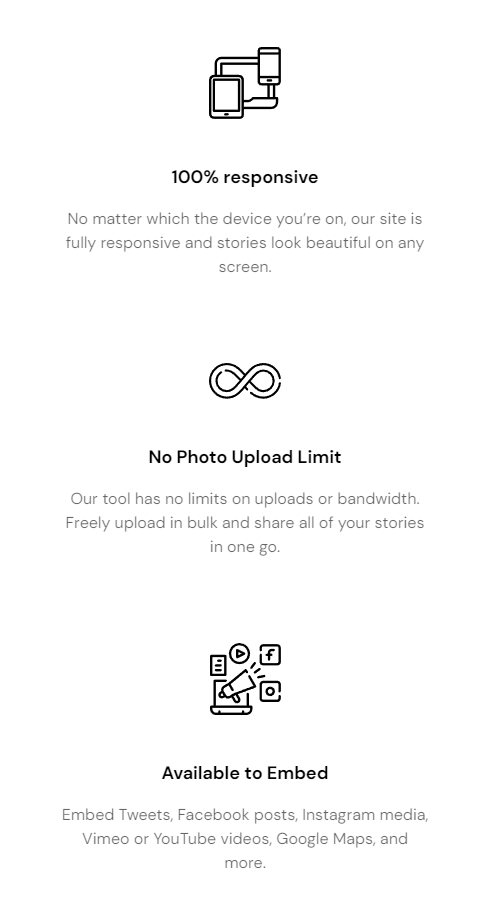 100% responsive
No matter which the device you’re on, our site is
fully responsive and stories look beautiful on any
screen.
No Photo Upload Limit
Our tool has no limits on uploads or bandwidth.
Freely upload in bulk and share all of your stories
in one go.
Available to Embed
Embed Tweets, Facebook posts, Instagram media,
Vimeo or YouTube videos, Google Maps, and
more.